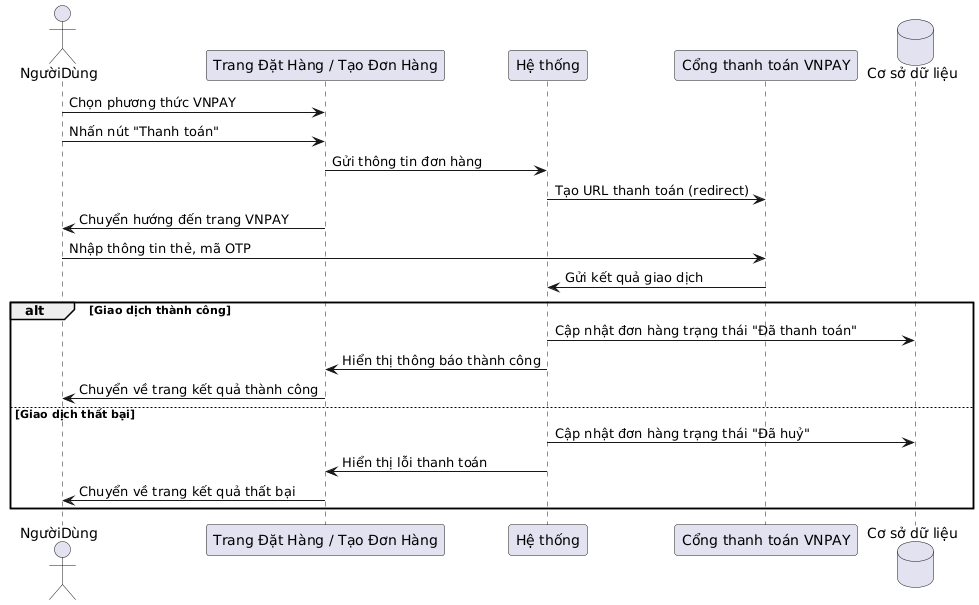 NgườiDùng
Trang Đặt Hàng / Tạo Đơn Hàng
Hệ thống
Cổng thanh toán VNPAY
Cơ sở dữ liệu
Chọn phương thức VNPAY
Nhấn nút "Thanh toán"
Gửi thông tin đơn hàng
Tạo URL thanh toán (redirect)
Chuyển hướng đến trang VNPAY
Nhập thông tin thẻ, mã OTP
Gửi kết quả giao dịch
alt [Giao dịch thành công]
Cập nhật đơn hàng trạng thái "Đã thanh toán"
Hiển thị thông báo thành công
Chuyển về trang kết quả thành công
[Giao dịch thất bại]
Cập nhật đơn hàng trạng thái "Đã huỷ"
Hiển thị lỗi thanh toán
Chuyển về trang kết quả thất bại
NgườiDùng
Trang Đặt Hàng / Tạo Đơn Hàng
Hệ thống
Cổng thanh toán VNPAY
Cơ sở dữ liệu